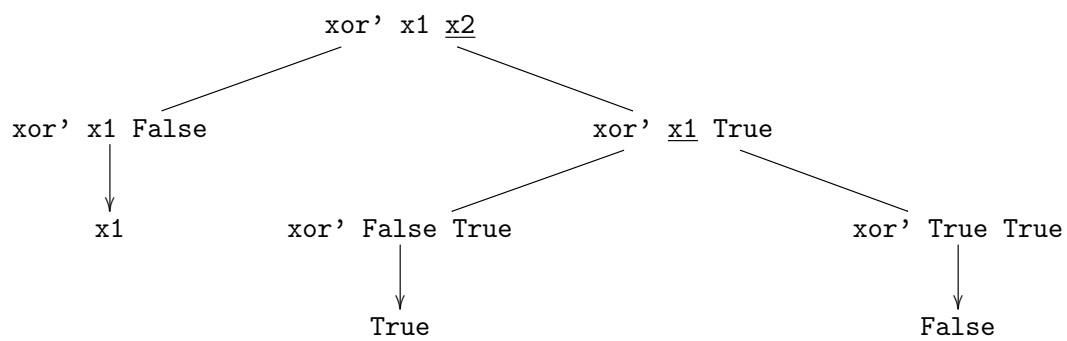 xor' x1 x2
xor' x1 False xor' x1 True
x1 xor' False True xor' True True
True False